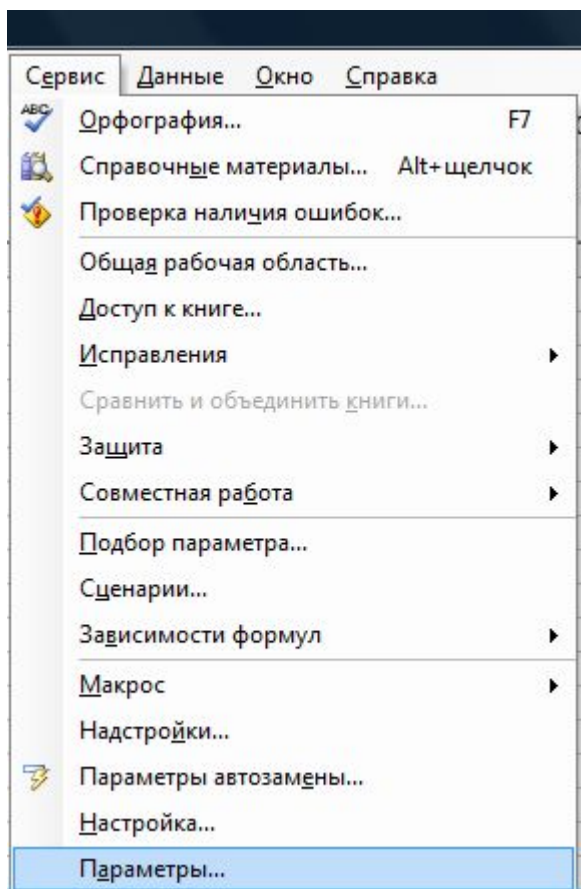 Сервис Данные Окно Справка
Орфография... F7
Справочные материалы... Alt+щелчок
Проверка наличия ошибок...
Общая рабочая область...
Доступ к книге...
Исправления
Сравнить и объединить книги...
Защита
Совместная работа
Подбор параметра...
Сценарии...
Зависимости формул
Макрос
Надстройки...
Параметры автозамены...
Настройка...
Параметры...